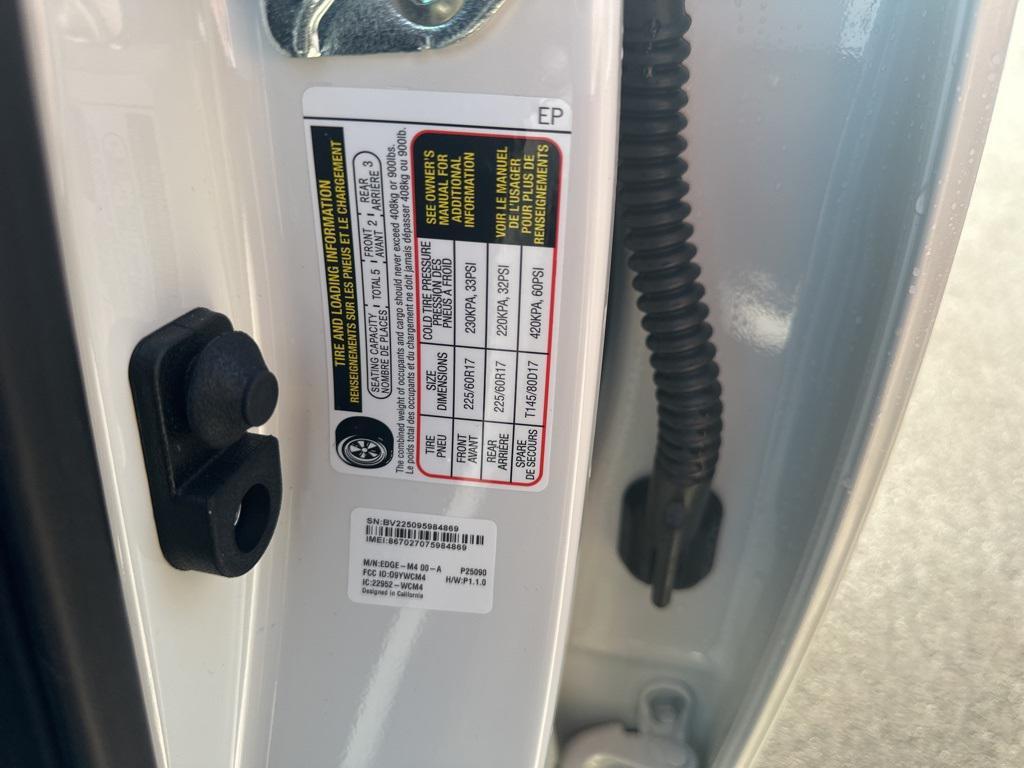 EP
TIRE AND LOADING INFORMATION
RENSEIGNEMENTS SUR LES PNEUS ET LE CHARGEMENT
SEATING CAPACITY TOTAL 5 FRONT 2 REAR 3
NOMBRE DE PLACES AVANT ARRIÈRE
The combined weight of occupants and cargo should never exceed 408kg or 900lbs.
Le poids total des occupants et du chargement ne doit jamais dépasser 408kg ou 900lb.
TIRE SIZE COLD TIRE PRESSURE
PNEU DIMENSIONS PRESSION DES
PNEUS A FROID
FRONT 225/60R17 230KPA, 33PSI
AVANT
REAR 225/60R17 220KPA, 32PSI
ARRIÈRE
SPARE T145/80D17 420KPA, 60PSI
DE SECOURS
SEE OWNER'S
MANUAL FOR
ADDITIONAL
INFORMATION
VOIR LE MANUEL
DE L'USAGER
POUR PLUS DE
RENSEIGNEMENTS
SN:BV225095984869
IMEI:867027075984869
M/N:EDGE-M4 00-A P25090
FCC ID:O9YWCM4 H/W:P1.1.0
IC:22952-WCM4
Designed in California